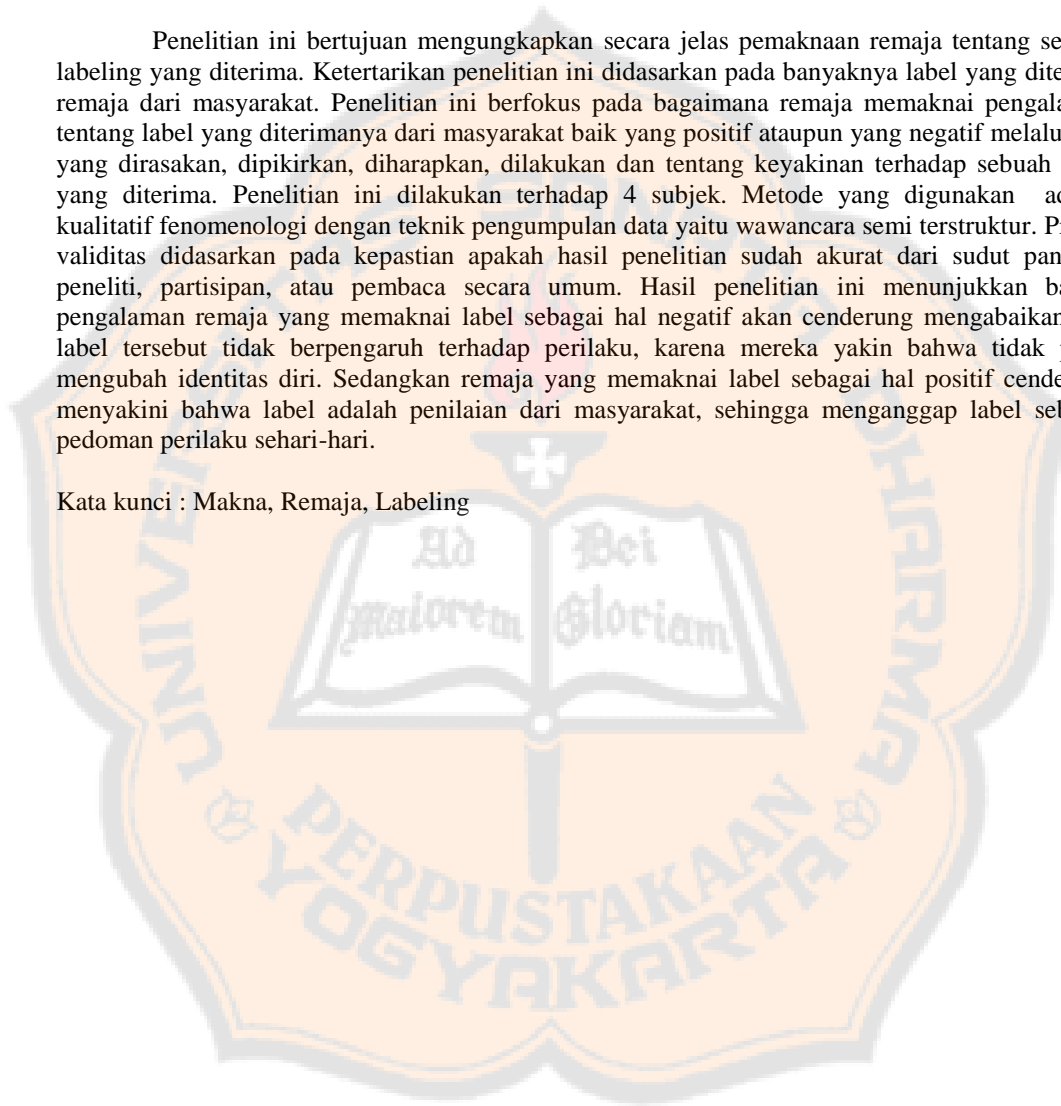 Penelitian ini bertujuan mengungkapkan secara jelas pemaknaan remaja tentang se
labeling yang diterima. Ketertarikan penelitian ini didasarkan pada banyaknya label yang dite
remaja dari masyarakat. Penelitian ini berfokus pada bagaimana remaja memaknai pengala
tentang label yang diterimanya dari masyarakat baik yang positif ataupun yang negatif melalu
yang dirasakan, dipikirkan, diharapkan, dilakukan dan tentang keyakinan terhadap sebuah
yang diterima. Penelitian ini dilakukan terhadap 4 subjek. Metode yang digunakan ad
kualitatif fenomenologi dengan teknik pengumpulan data yaitu wawancara semi terstruktur. Pr
validitas didasarkan pada kepastian apakah hasil penelitian sudah akurat dari sudut pan
peneliti, partisipan, atau pembaca secara umum. Hasil penelitian ini menunjukkan ba
pengalaman remaja yang memaknai label sebagai hal negatif akan cenderung mengabaikan
label tersebut tidak berpengaruh terhadap perilaku, karena mereka yakin bahwa tidak
mengubah identitas diri. Sedangkan remaja yang memaknai label sebagai hal positif cende
menyakini bahwa label adalah penilaian dari masyarakat, sehingga menganggap label seb
pedoman perilaku sehari-hari.
Kata kunci : Makna, Remaja, Labeling
UNIVERSITAS SANATA DHARMA
Ad Dei
Maiorem Gloriam
PERPUSTAKAAN
YOGYAKARTA